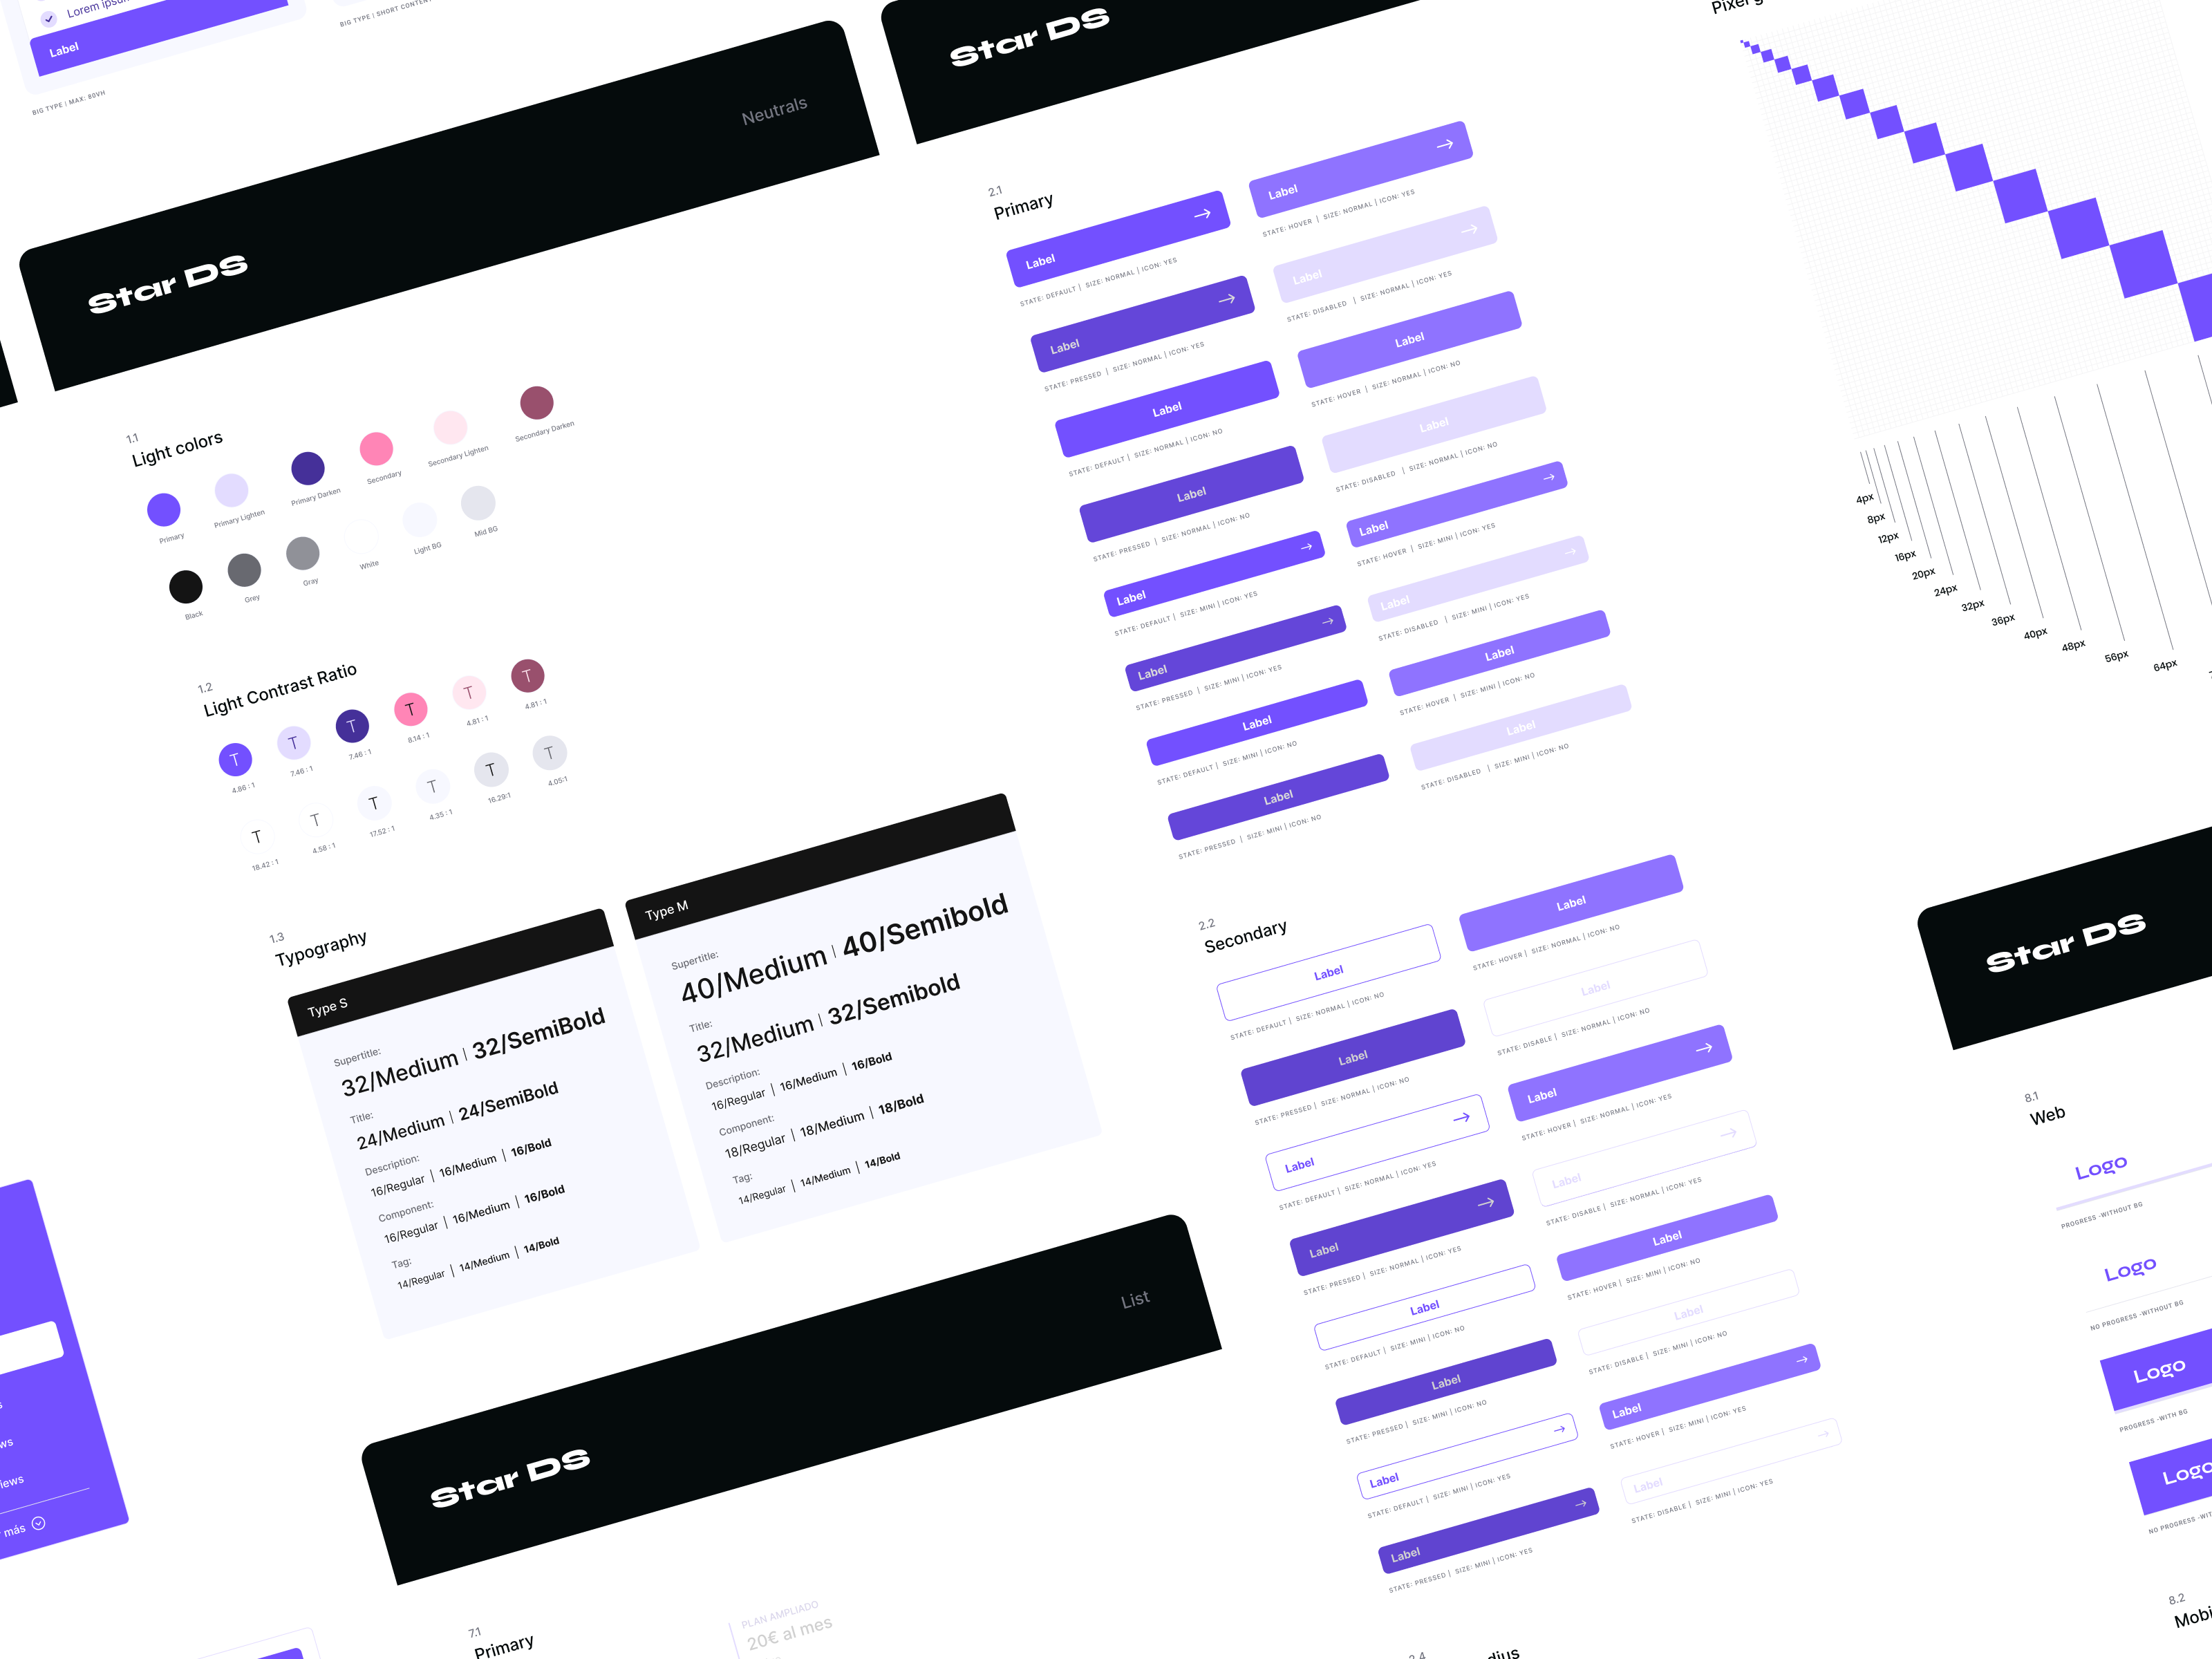 Lorem ipsum
Label
BIG TYPE | MAX: 80VH
BIG TYPE | SHORT CONTENT
Neutrals
Star DS
1.1
Light colors
Primary
Primary Lighten
Primary Darken
Secondary
Secondary Lighten
Secondary Darken
Black
Grey
Gray
White
Light BG
Mid BG
1.2
Light Contrast Ratio
T T T T T T
4.86 : 1
7.46 : 1
7.46 : 1
8.14 : 1
4.81 : 1
4.81 : 1
T T T T T T
18.42 : 1
4.58 : 1
17.52 : 1
4.35 : 1
16.29:1
4.05:1
1.3
Typography
Type S
Supertitle:
32/Medium | 32/SemiBold
Title:
24/Medium | 24/SemiBold
Description:
16/Regular | 16/Medium | 16/Bold
Component:
16/Regular | 16/Medium | 16/Bold
Tag:
14/Regular | 14/Medium | 14/Bold
Type M
Supertitle:
40/Medium | 40/Semibold
Title:
32/Medium | 32/Semibold
Description:
16/Regular | 16/Medium | 16/Bold
Component:
18/Regular | 18/Medium | 18/Bold
Tag:
14/Regular | 14/Medium | 14/Bold
más
List
Star DS
7.1
Primary
PLAN AMPLIADO
20€ al mes
Star DS
2.1
Primary
Label
STATE: DEFAULT | SIZE: NORMAL | ICON: YES
Label
STATE: HOVER | SIZE: NORMAL | ICON: YES
Label
STATE: PRESSED | SIZE: NORMAL | ICON: YES
Label
STATE: DISABLED | SIZE: NORMAL | ICON: YES
Label
STATE: DEFAULT | SIZE: NORMAL | ICON: NO
Label
STATE: HOVER | SIZE: NORMAL | ICON: NO
Label
STATE: PRESSED | SIZE: NORMAL | ICON: NO
Label
STATE: DISABLED | SIZE: NORMAL | ICON: NO
Label
STATE: DEFAULT | SIZE: MINI | ICON: YES
Label
STATE: HOVER | SIZE: MINI | ICON: YES
Label
STATE: PRESSED | SIZE: MINI | ICON: YES
Label
STATE: DISABLED | SIZE: MINI | ICON: YES
Label
STATE: DEFAULT | SIZE: MINI | ICON: NO
Label
STATE: HOVER | SIZE: MINI | ICON: NO
Label
STATE: PRESSED | SIZE: MINI | ICON: NO
Label
STATE: DISABLED | SIZE: MINI | ICON: NO
2.2
Secondary
Label
STATE: DEFAULT | SIZE: NORMAL | ICON: NO
Label
STATE: HOVER | SIZE: NORMAL | ICON: NO
Label
STATE: PRESSED | SIZE: NORMAL | ICON: NO
Label
STATE: DISABLE | SIZE: NORMAL | ICON: NO
Label
STATE: DEFAULT | SIZE: NORMAL | ICON: YES
Label
STATE: HOVER | SIZE: NORMAL | ICON: YES
Label
STATE: PRESSED | SIZE: NORMAL | ICON: YES
Label
STATE: DISABLE | SIZE: NORMAL | ICON: YES
Label
STATE: DEFAULT | SIZE: MINI | ICON: NO
Label
STATE: HOVER | SIZE: MINI | ICON: NO
Label
STATE: PRESSED | SIZE: MINI | ICON: NO
Label
STATE: DISABLE | SIZE: MINI | ICON: NO
Label
STATE: DEFAULT | SIZE: MINI | ICON: YES
Label
STATE: HOVER | SIZE: MINI | ICON: YES
Label
STATE: PRESSED | SIZE: MINI | ICON: YES
Label
STATE: DISABLE | SIZE: MINI | ICON: YES
2.4
Pixel
4px
8px
12px
16px
20px
24px
32px
36px
40px
48px
56px
64px
Star DS
8.1
Web
Logo
PROGRESS -WITHOUT BG
Logo
NO PROGRESS -WITHOUT BG
Logo
PROGRESS -WITH BG
Logo
NO PROGRESS -WIT
8.2
Mobi